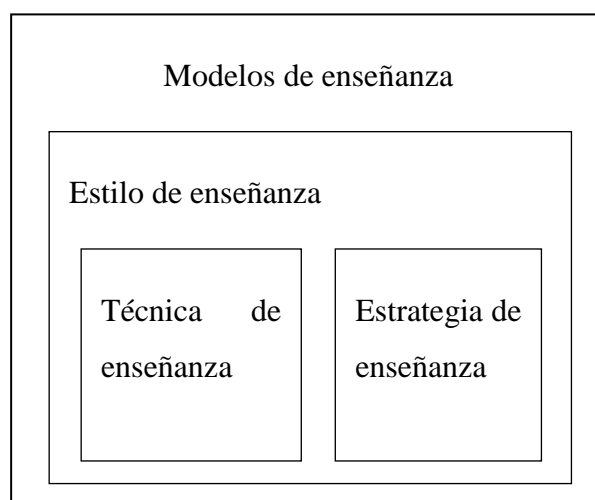 Modelos de enseñanza
Estilo de enseñanza
Técnica de
enseñanza
Estrategia de
enseñanza